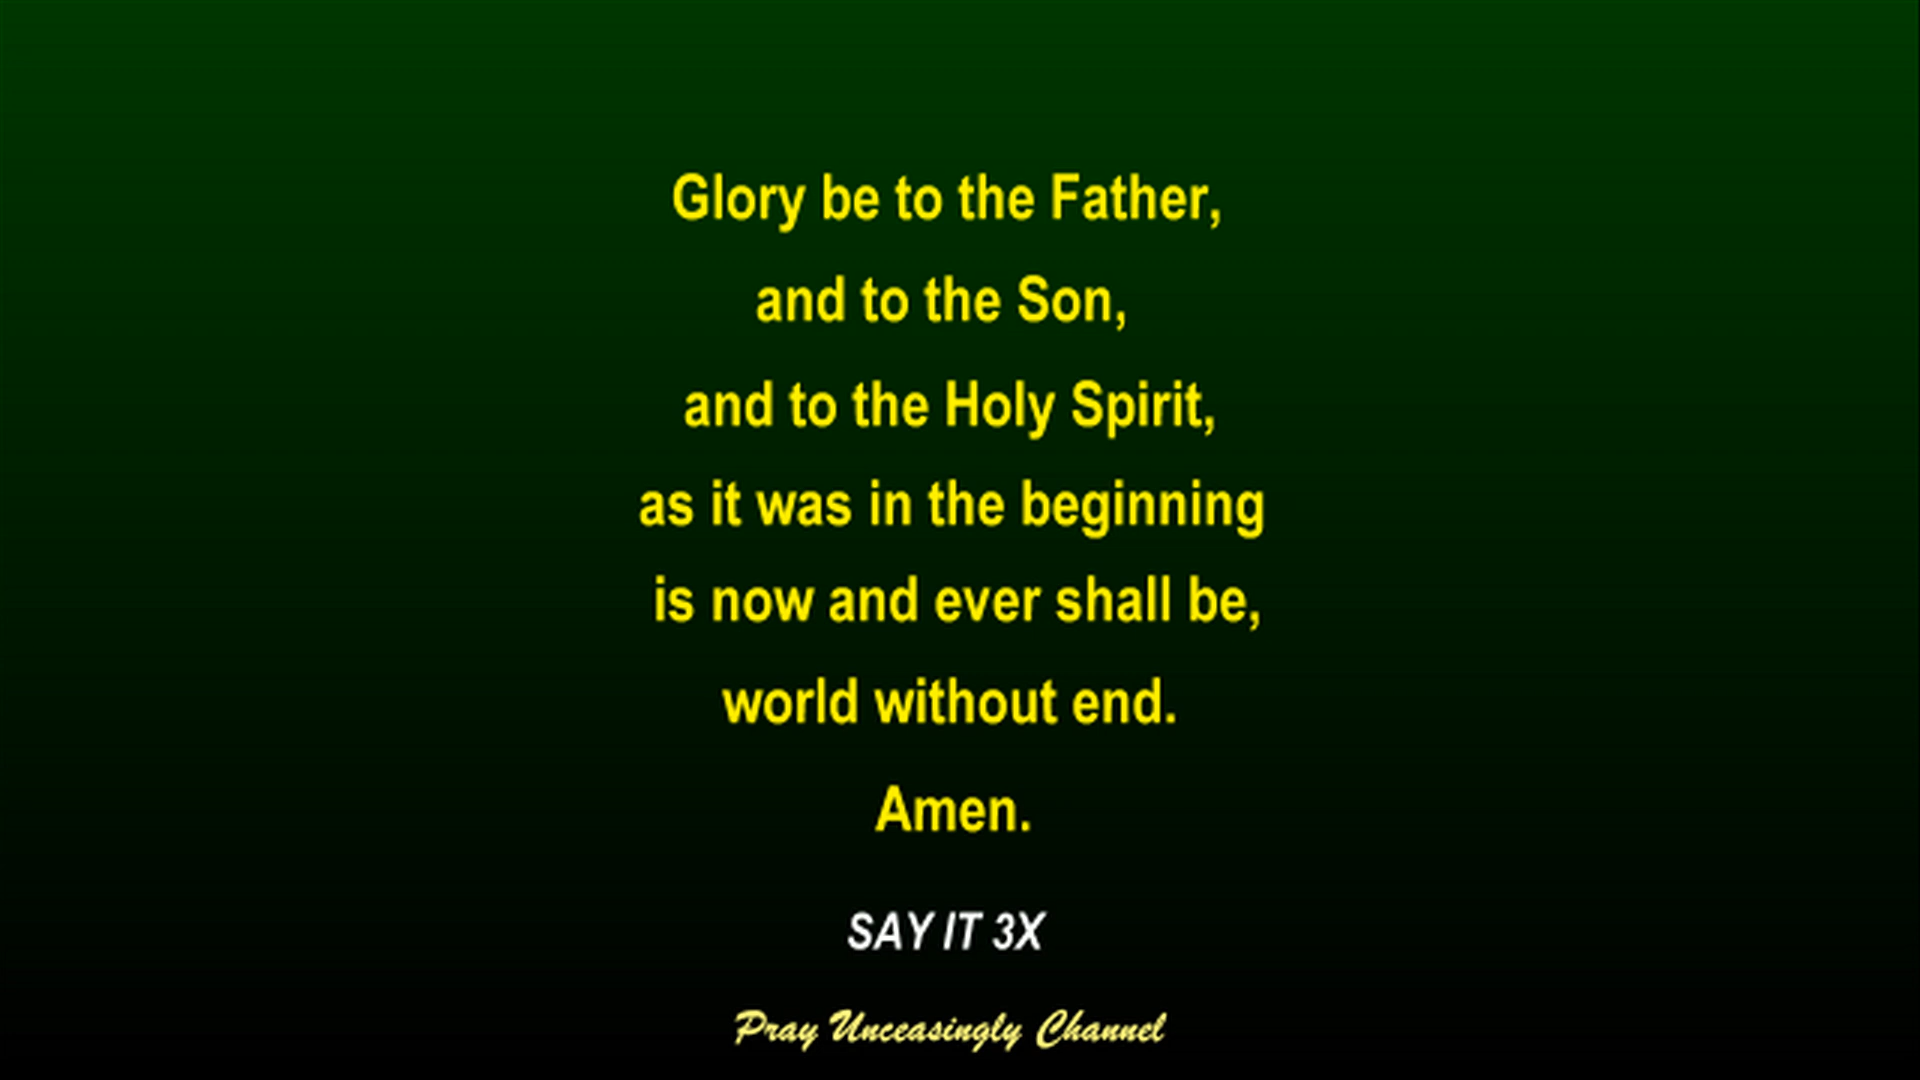 Glory be to the Father,
and to the Son,
and to the Holy Spirit,
as it was in the beginning
is now and ever shall be,
world without end.
Amen.
SAY IT 3X
Pray Unceasingly Channel